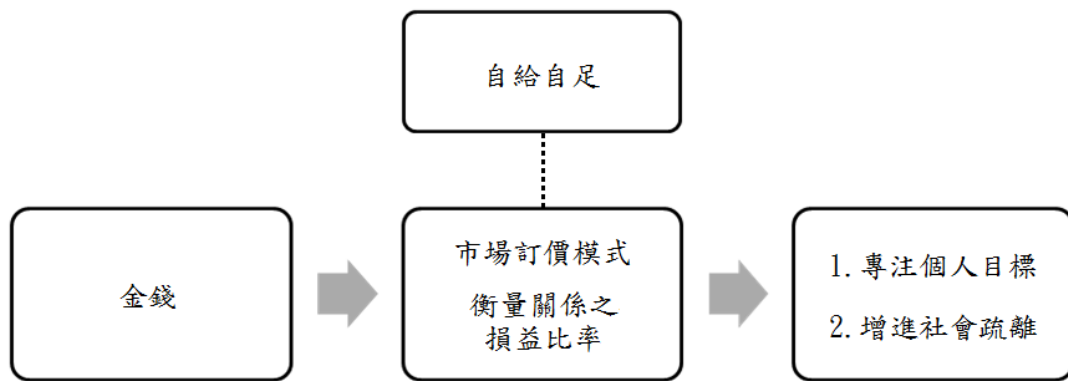 自給自足
金錢
市場訂價模式
衡量關係之
損益比率
1.專注個人目標
2.增進社會疏離